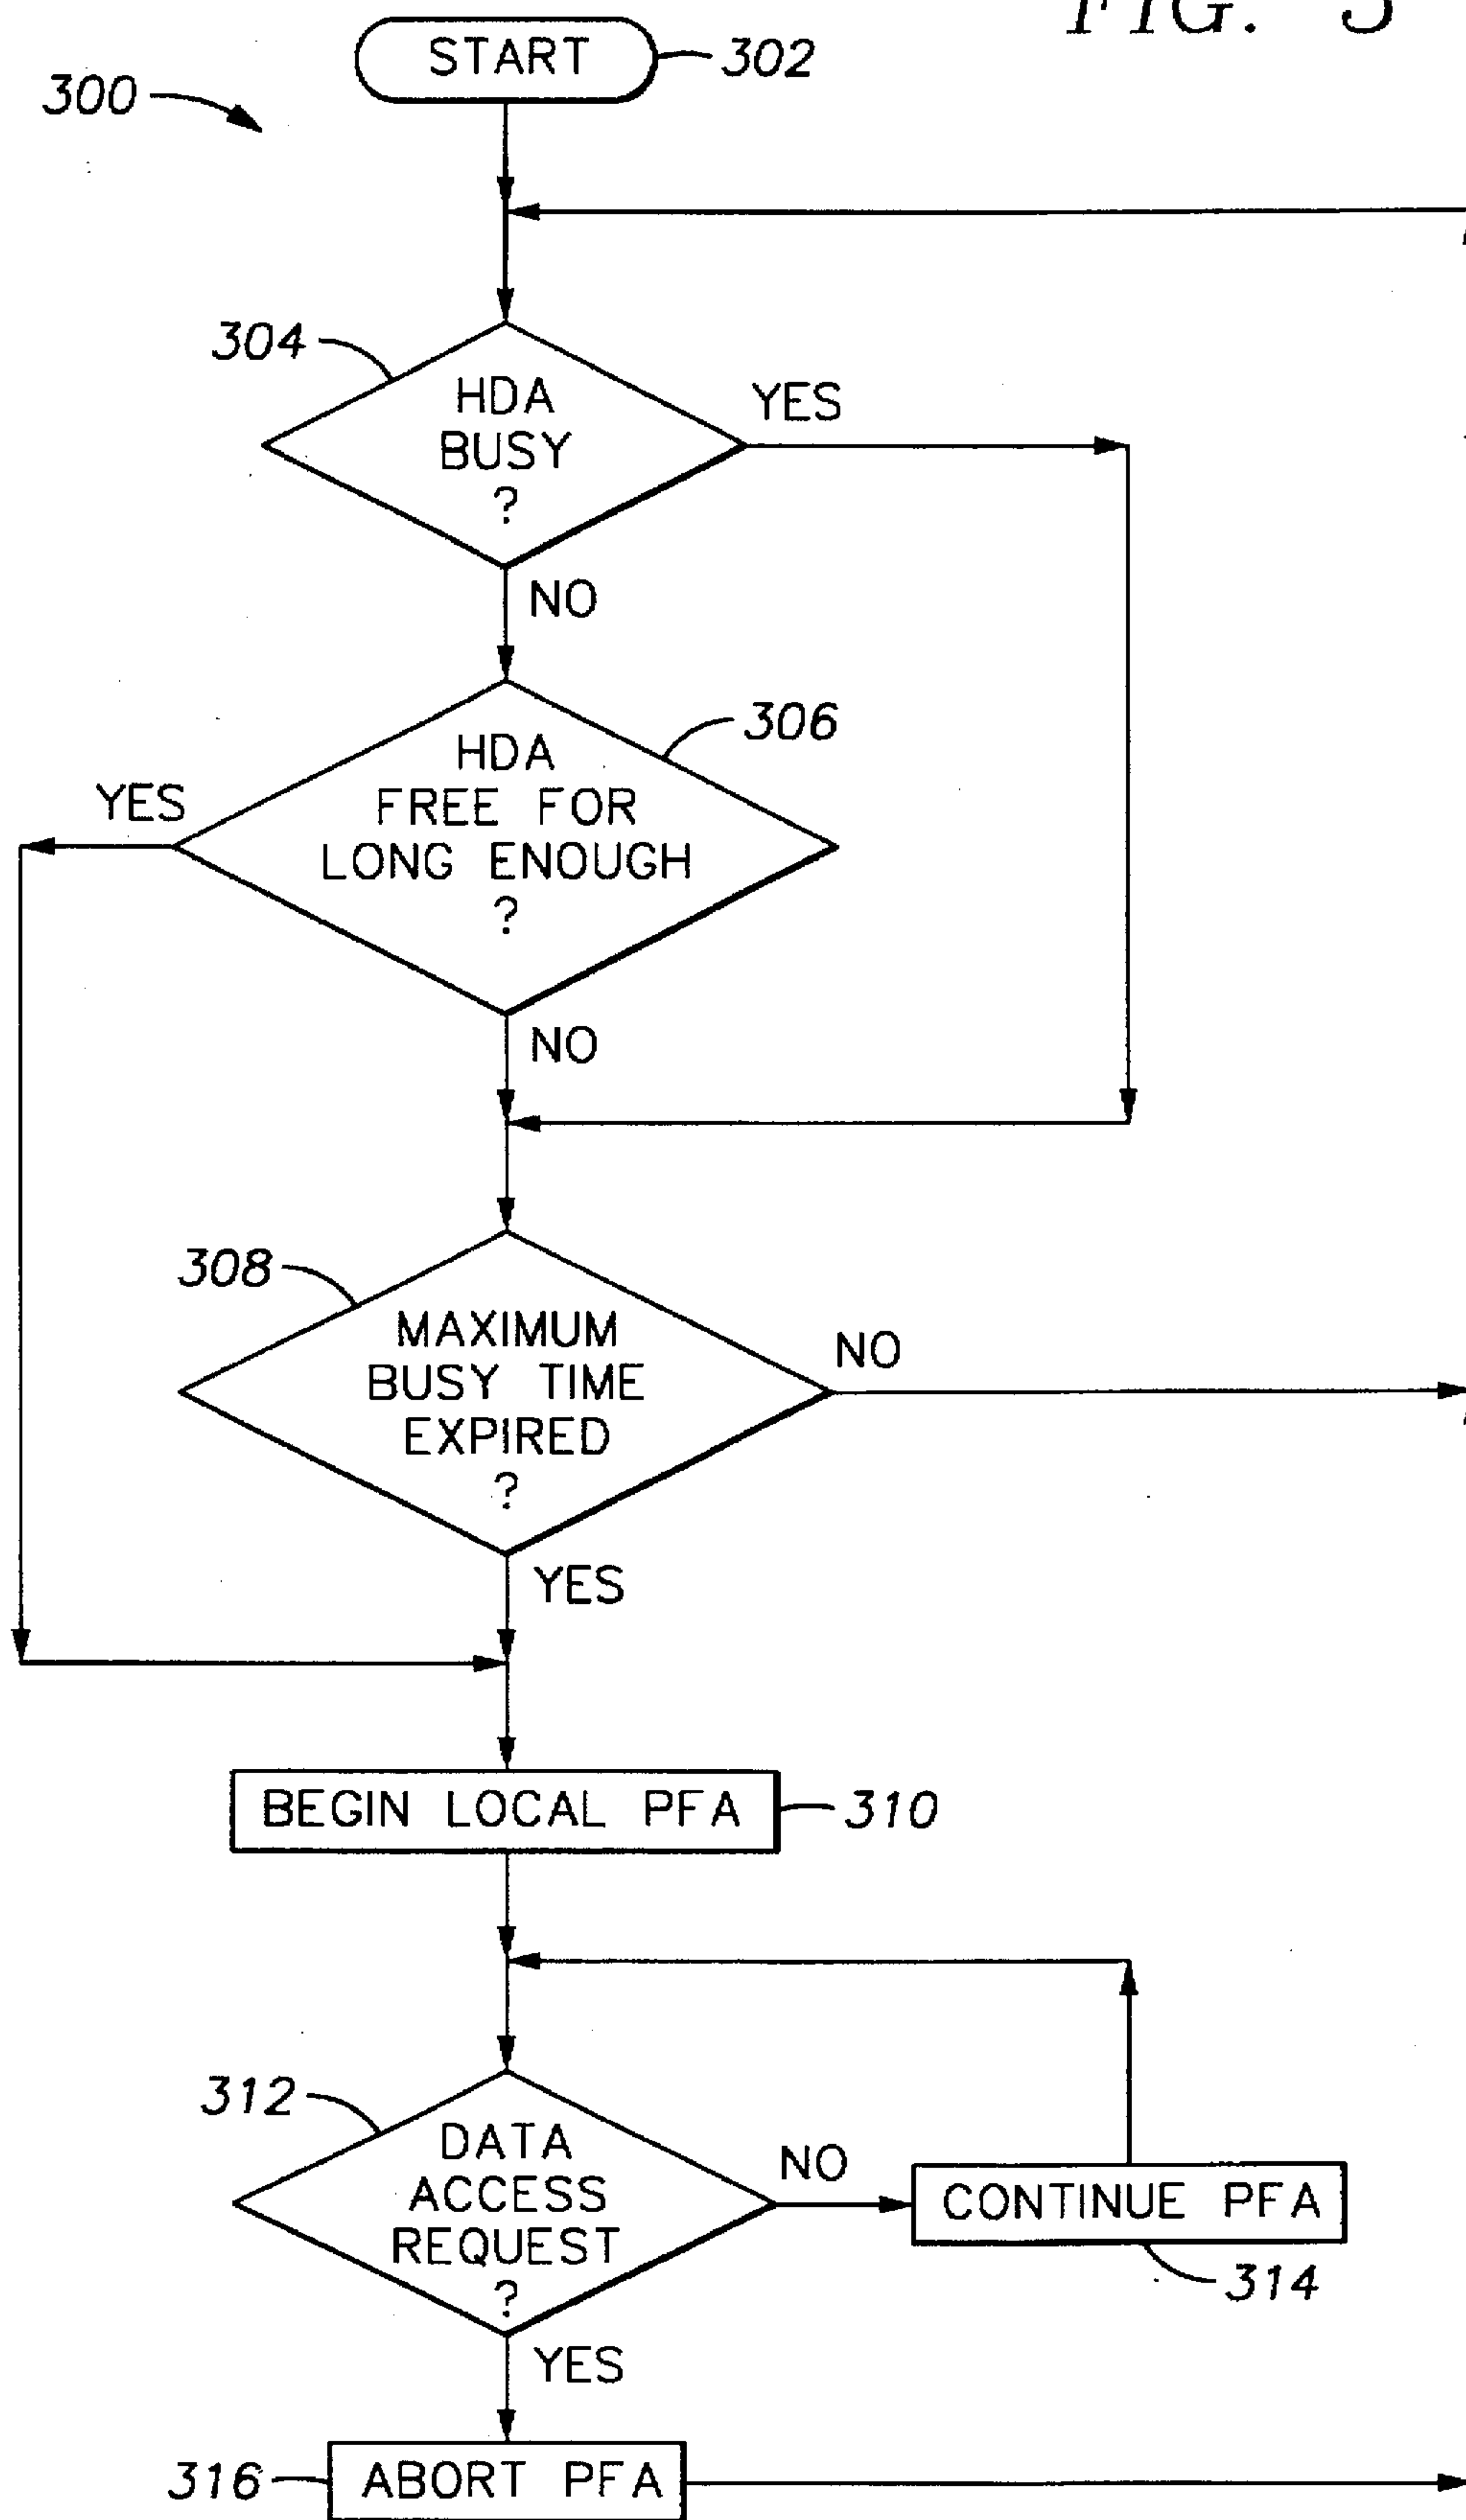 FIG. 3
START
302
300
304
HDA
BUSY
?
YES
NO
306
HDA
FREE FOR
LONG ENOUGH
?
YES
NO
308
MAXIMUM
BUSY TIME
EXPIRED
?
NO
YES
BEGIN LOCAL PFA
310
312
DATA
ACCESS
REQUEST
?
NO
CONTINUE PFA
314
YES
316
ABORT PFA